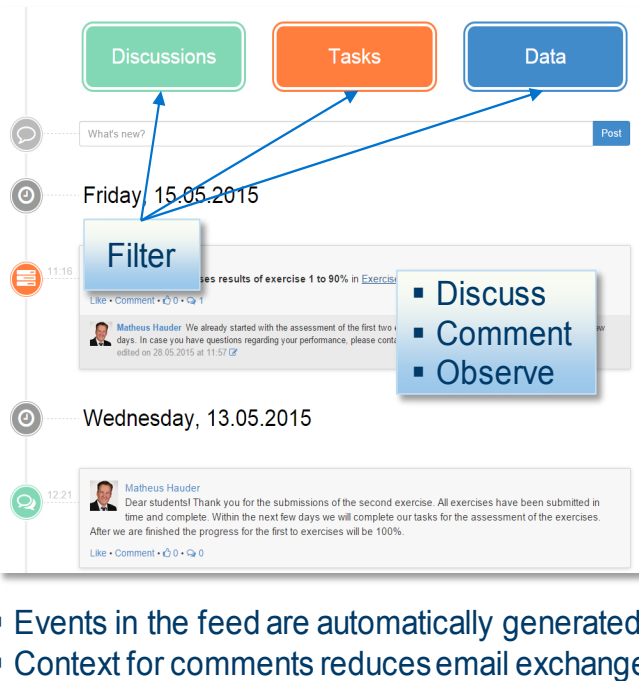 Discussions Tasks Data
What's new? Post
Friday, 15.05.2015
Filter
11:16
ses results of exercise 1 to 90% in Exercise
Like • Comment • 0 • 1
Matheus Hauder We already started with the assessment of the first two
days. In case you have questions regarding your performance, please
edited on 28.05.2015 at 11:57
▪ Discuss
▪ Comment
▪ Observe
Wednesday, 13.05.2015
12:21
Matheus Hauder
Dear students! Thank you for the submissions of the second exercise. All exercises have been submitted in
time and complete. Within the next few days we will complete our tasks for the assessment of the exercises.
After we are finished the progress for the first to exercises will be 100%.
Like • Comment • 0 • 0
▪ Events in the feed are automatically generated
▪ Context for comments reduces email exchange